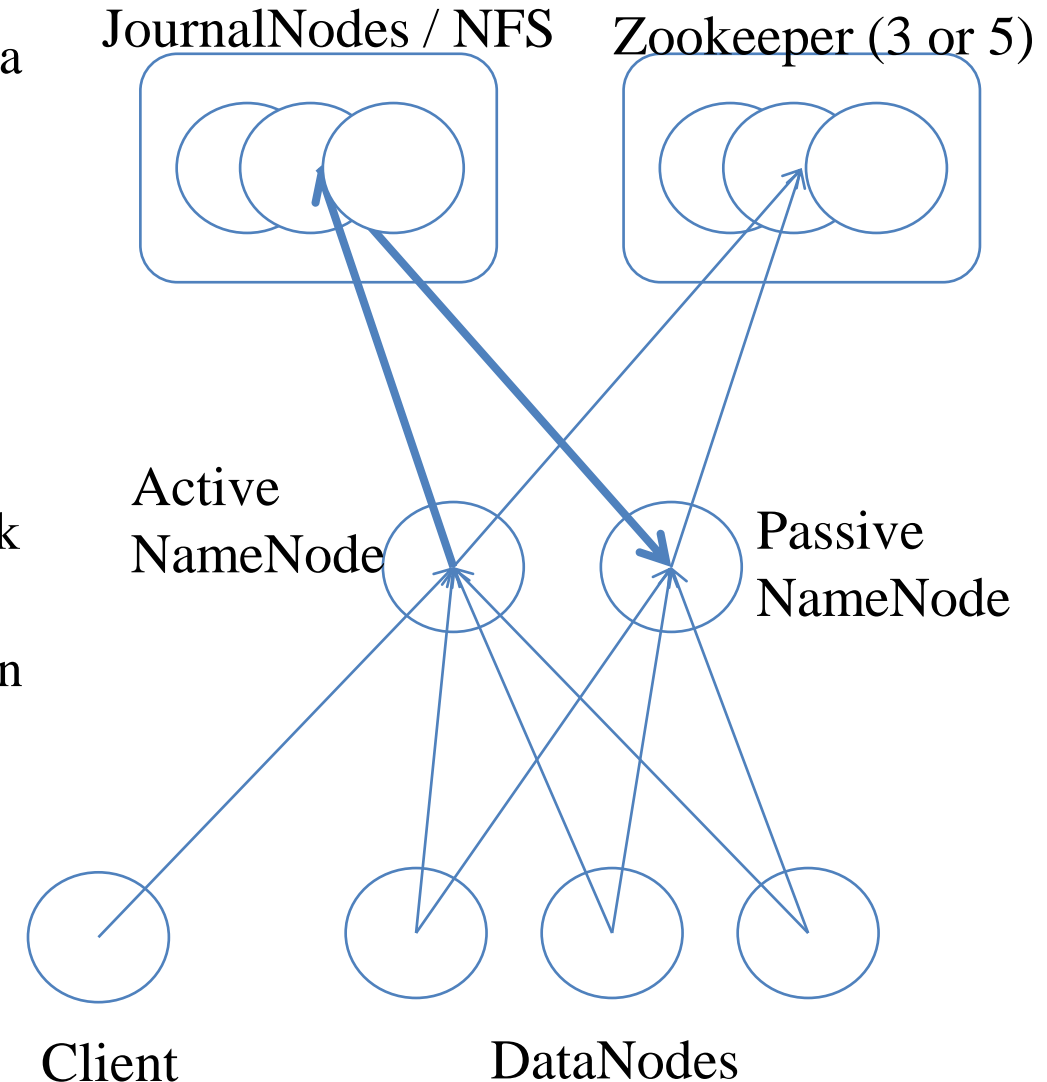 JournalNodes / NFS
Zookeeper (3 or 5)
a
Active
NameNode
k
Passive
NameNode
n
Client
DataNodes